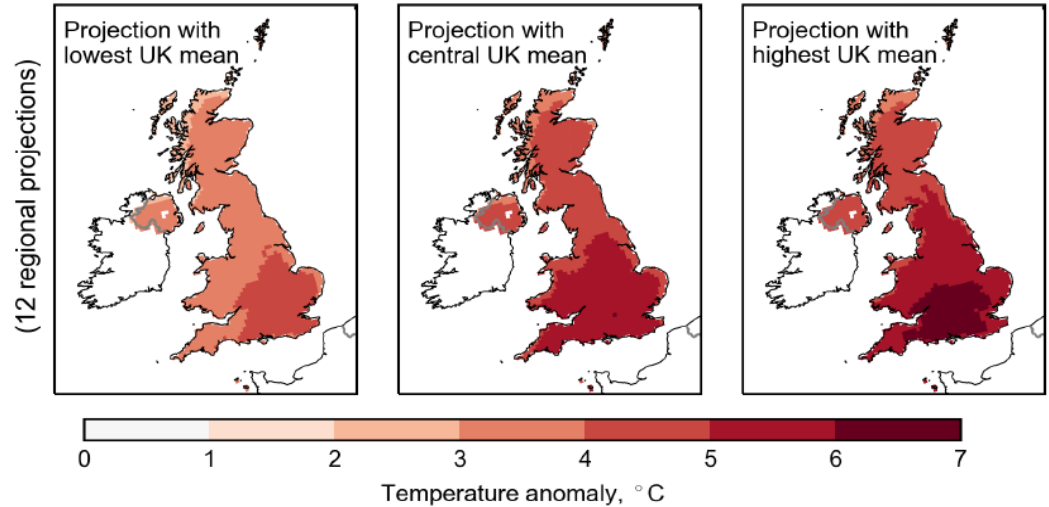 Projection with
lowest UK mean
Projection with
central UK mean
Projection with
highest UK mean
(12 regional projections)
0 1 2 3 4 5 6 7
Temperature anomaly, °C